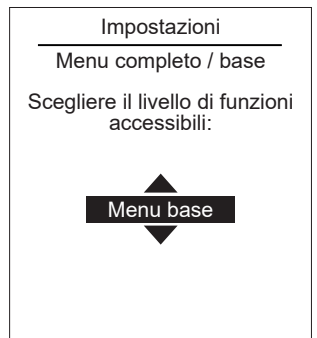 Impostazioni
Menu completo / base
Scegliere il livello di funzioni
accessibili:
Menu base